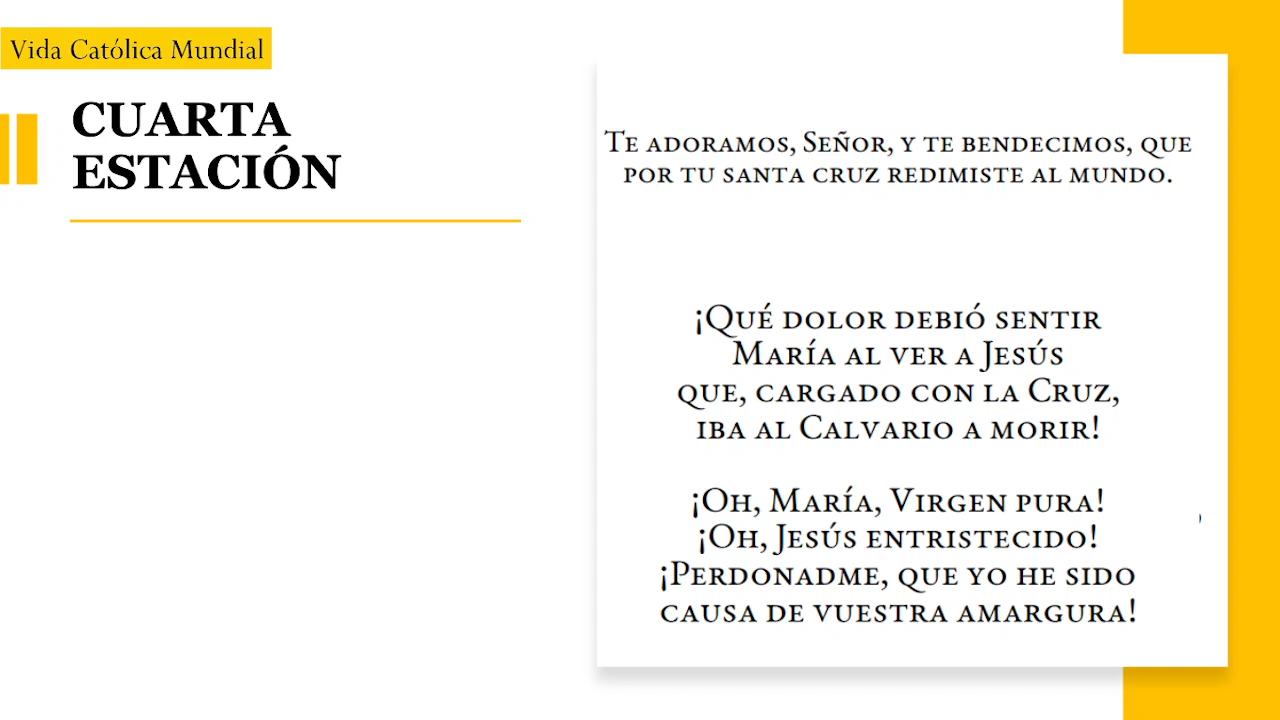 Vida Católica Mundial
CUARTA
ESTACIÓN
Te adoramos, Señor, y te bendecimos, que
por tu santa cruz redimiste al mundo.
¡Qué dolor debió sentir
María al ver a Jesús
que, cargado con la Cruz,
iba al Calvario a morir!
¡Oh, María, Virgen pura!
¡Oh, Jesús entristecido!
¡Perdonadme, que yo he sido
causa de vuestra amargura!